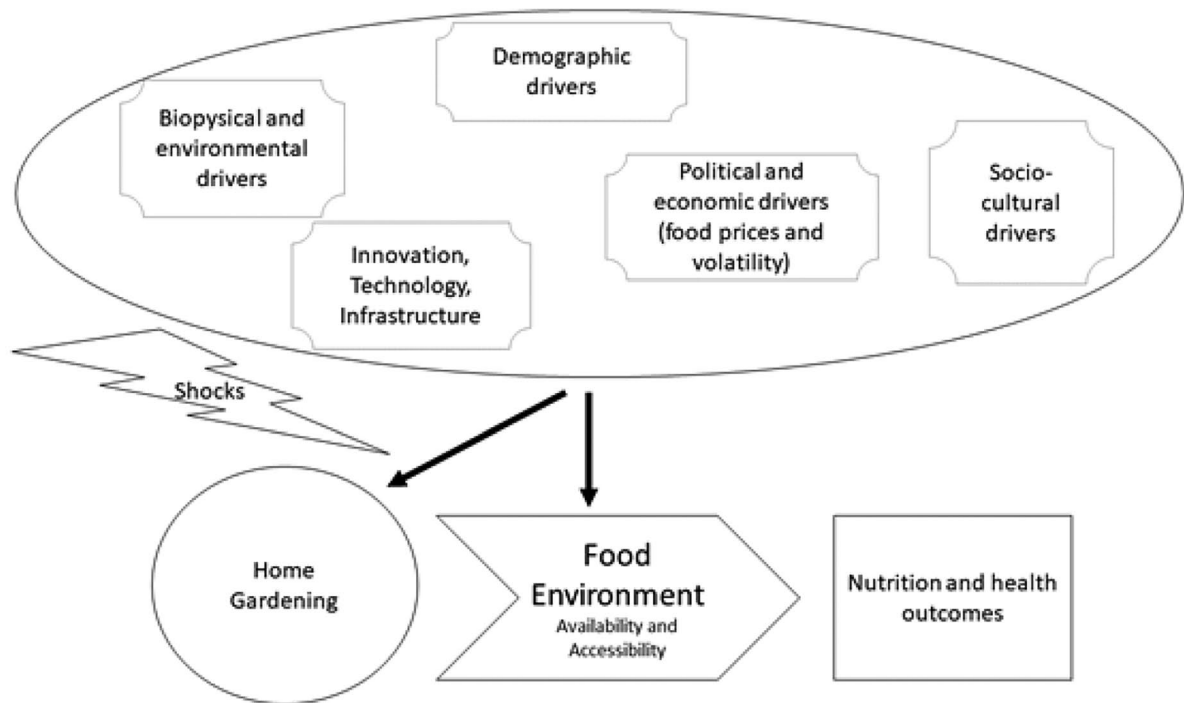 Demographic
drivers
Biopysical and
environmental
drivers
Political and
economic drivers
(food prices and
volatility)
Socio-
cultural
drivers
Innovation,
Technology,
Infrastructure
Shocks
Home
Gardening
Food
Environment
Availability and
Accessibility
Nutrition and health
outcomes